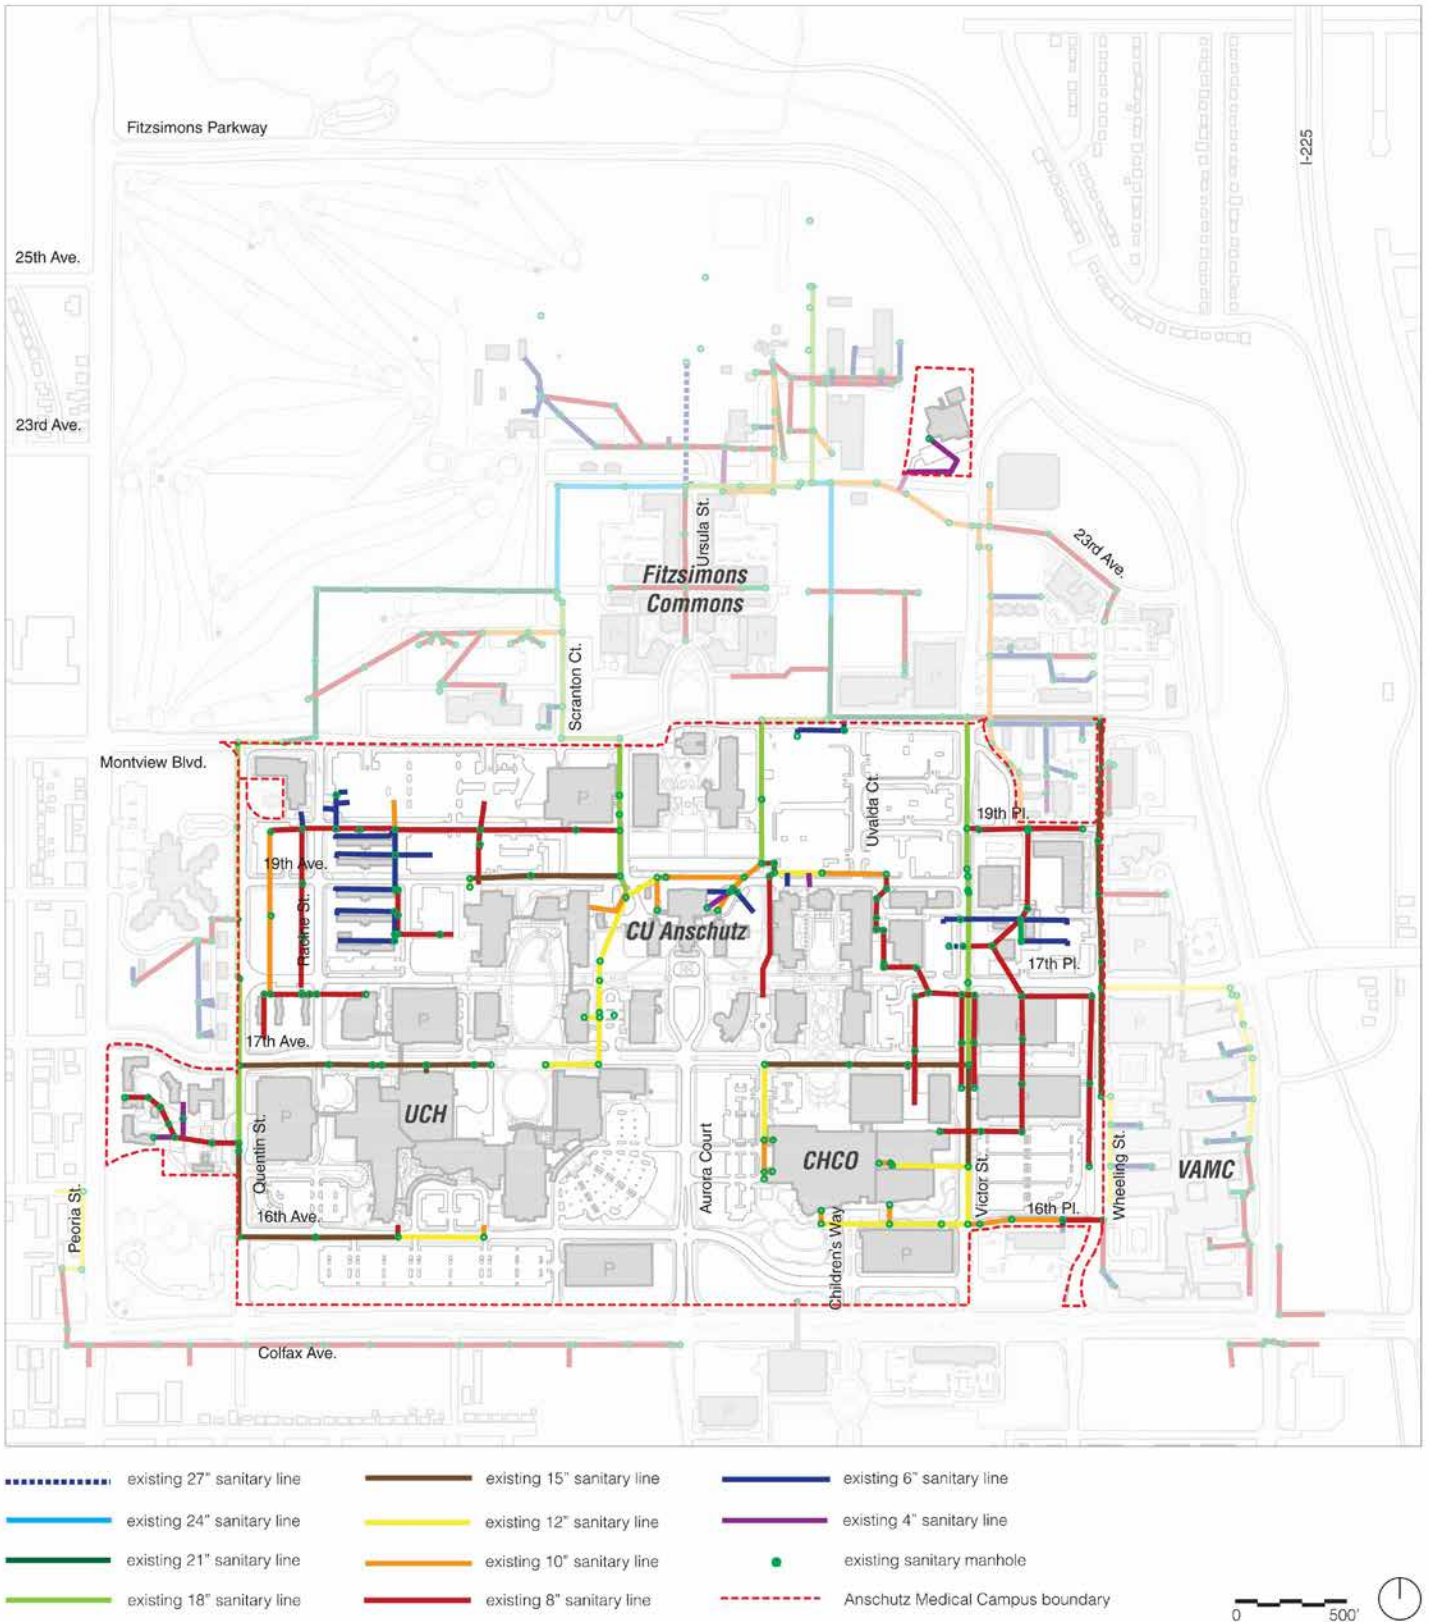 Fitzsimons Parkway
I-225
25th Ave.
23rd Ave.
Ursula St.
23rd Ave.
Fitzsimons
Commons
Scranton Ct.
Montview Blvd.
P
P
P
Uvalda Ct.
19th Pl.
19th Ave.
Racine St.
CU Anschutz
17th Pl.
P
P
17th Ave.
P
UCH
P
Quentin St.
Aurora Court
CHCO
Victor St.
Wheeling St.
VAMC
Peoria St.
16th Ave.
16th Pl.
Children's Way
P
P
Colfax Ave.
existing 27" sanitary line
existing 15" sanitary line
existing 6" sanitary line
existing 24" sanitary line
existing 12" sanitary line
existing 4" sanitary line
existing 21" sanitary line
existing 10" sanitary line
existing sanitary manhole
existing 18" sanitary line
existing 8" sanitary line
Anschutz Medical Campus boundary
0 500'